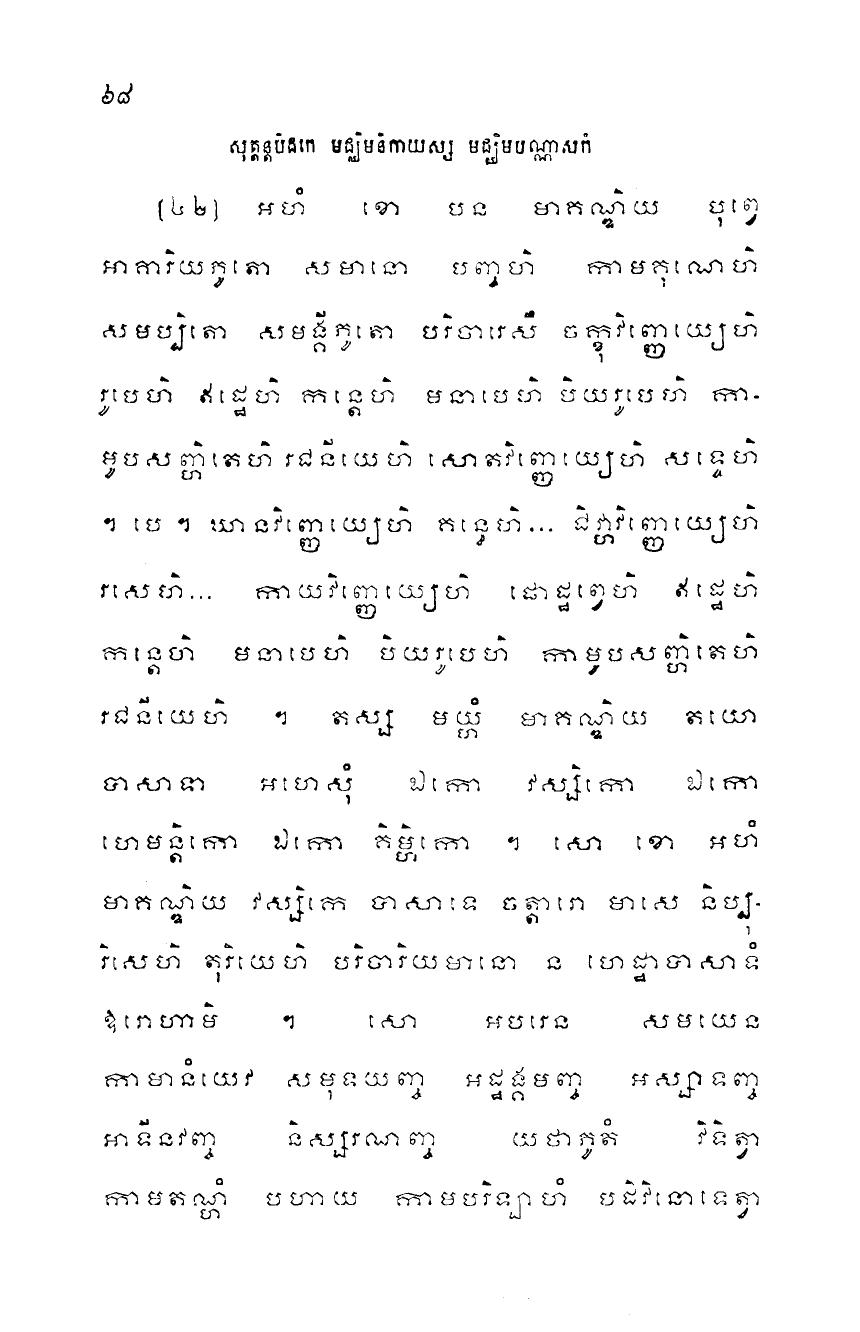 ៦៨
សុត្តន្តបិដកេ មជ្ឈិមនិកាយស្ស មជ្ឈិមបណ្ណាសកំ
(៤២) អហំ ខោ បន មាគណ្ឌិយ បុព្វេ
អាគារិយភូតោ សមានោ បញ្ចហិ កាមគុណេហិ
សមប្បិតោ សមង្គីភូតោ បរិចារេសឹ ចក្ខុវិញ្ញេយ្យេហិ
រូបេហិ ឥដ្ឋេហិ កន្តេហិ មនាបេហិ បិយរូបេហិ កា-
មូបសញ្ហិតេហិ រជនីយេហិ សោតវិញ្ញេយ្យេហិ សទ្ទេហិ
។ បេ ។ ឃានវិញ្ញេយ្យេហិ គន្ធេហិ... ជិវ្ហាវិញ្ញេយ្យេហិ
រសេហិ... កាយវិញ្ញេយ្យេហិ ផោដ្ឋព្វេហិ ឥដ្ឋេហិ
កន្តេហិ មនាបេហិ បិយរូបេហិ កាមូបសញ្ហិតេហិ
រជនីយេហិ ។ តស្ស មយ្ហំ មាគណ្ឌិយ តយោ
បាសាទា អហេសុំ ឯកោ វស្សិកោ ឯកោ
ហេមន្តិកោ ឯកោ គិម្ហិកោ ។ សោ ខោ អហំ
មាគណ្ឌិយ វស្សិកេ បាសាទេ ចត្តារោ មាសេ និប្បុ-
រិសេហិ តុរិយេហិ បរិចារិយមានោ ន ហេដ្ឋាបាសាទំ
ឱរោហាមិ ។ សោ អបរេន សមយេន
កាមានំយេវ សមុទយញ្ច អដ្ឋង្គមញ្ច អស្សាទញ្ច
អាទីនវញ្ច និស្សរណញ្ច យថាភូតំ វិទិត្វា
កាមតណ្ហំ បហាយ កាមបរិឡាហំ បដិវិនោទេត្វា